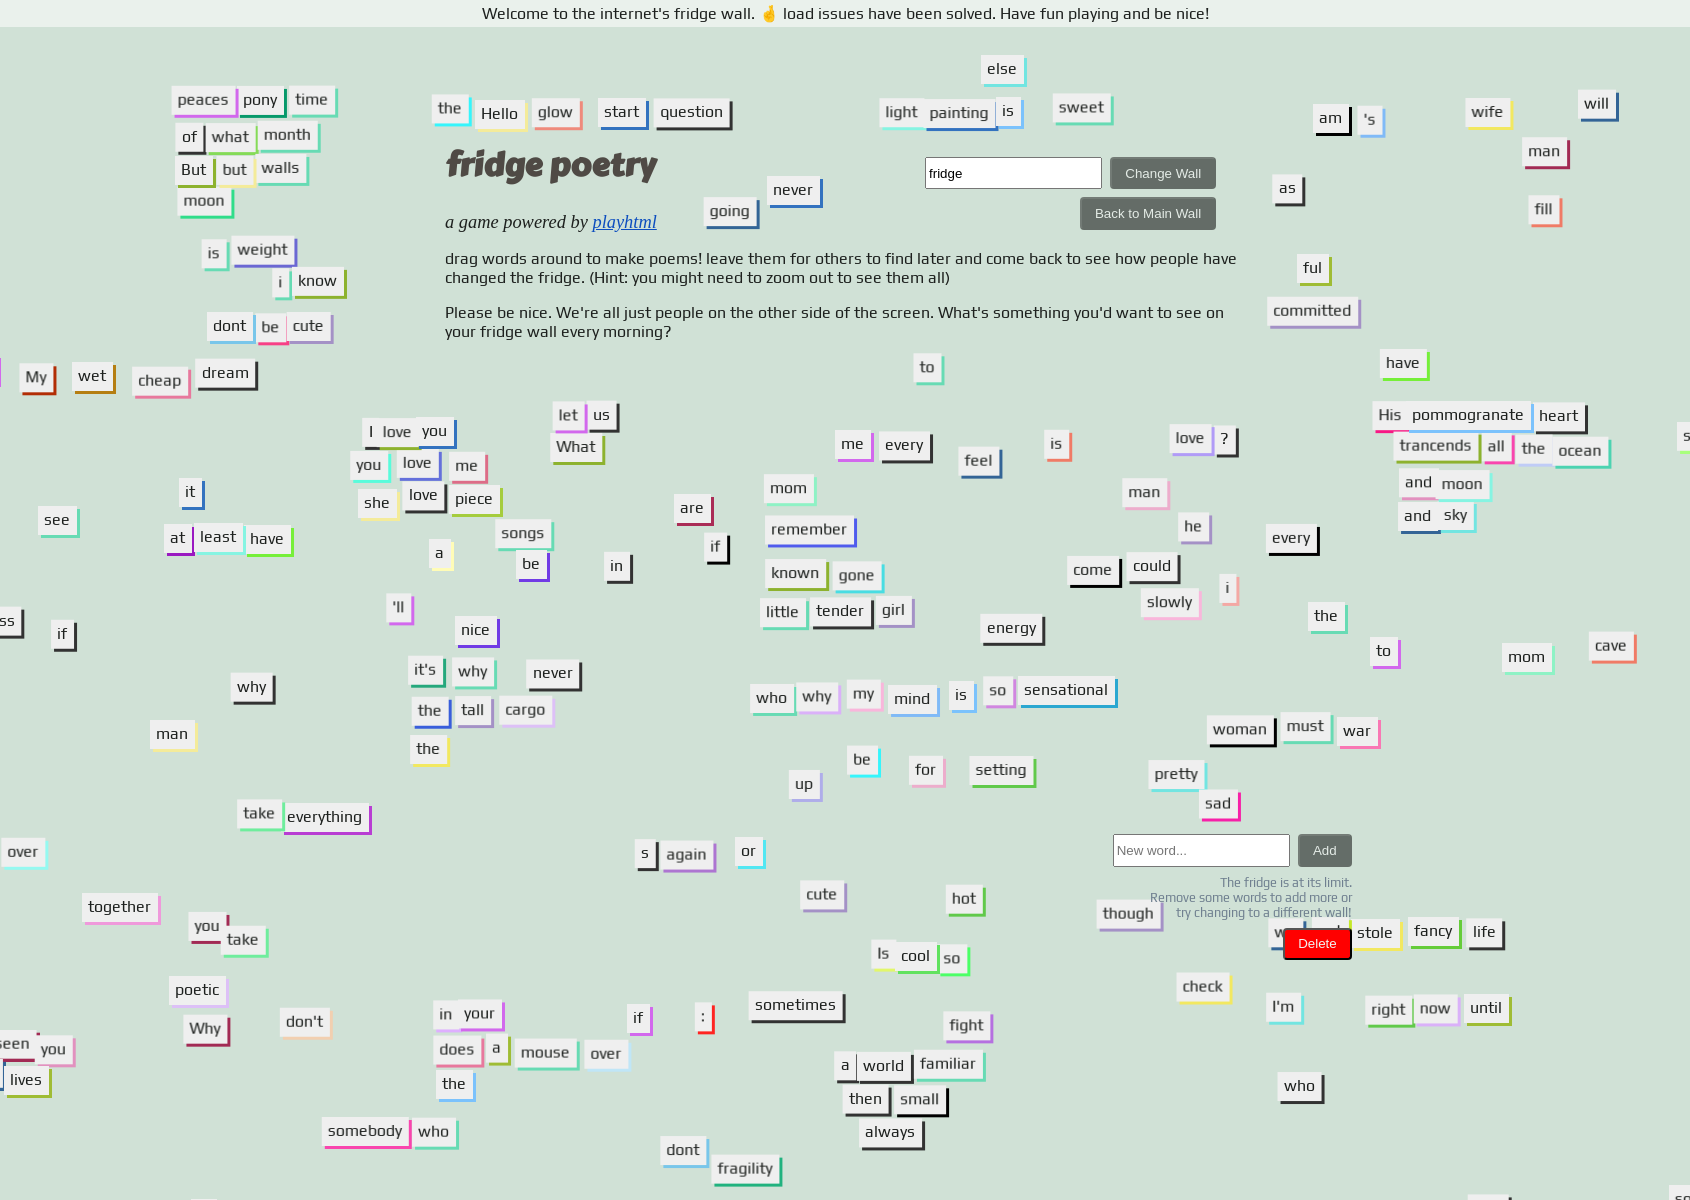 Welcome to the internet's fridge wall. 🤞 load issues have been solved. Have fun playing and be nice!
else
peaces pony time
the Hello glow start question
light painting is sweet
am 's
wife
will
of what month
man
But but walls
fridge poetry
fridge
Change Wall
never
as
moon
going
Back to Main Wall
fill
a game powered by playhtml
is weight
drag words around to make poems! leave them for others to find later and come back to see how people have
changed the fridge. (Hint: you might need to zoom out to see them all)
ful
i know
committed
Please be nice. We're all just people on the other side of the screen. What's something you'd want to see on
your fridge wall every morning?
dont be cute
My wet cheap dream
to
have
let us
His pommogranate heart
I love you
What
me every
feel
is
love ?
trancends all the ocean
you love me
mom
man
and moon
it
she love piece
are
and sky
see
songs
remember
he
at least have
a
be
in
if
every
known gone
come could
slowly
i
'll
little tender girl
the
if
nice
energy
to
mom
cave
it's why never
why
who why my mind is so sensational
the tall cargo
man
woman must war
the
be
for
setting
pretty
up
sad
take everything
over
s again or
New word...
Add
cute
hot
The fridge is at its limit.
Remove some words to add more or
try changing to a different wall!
together
though
you
take
stole fancy life
Delete
Is cool so
poetic
check
sometimes
I'm
right now until
Why
don't
in your
if
:
fight
you
does a mouse over
a world familiar
lives
the
then small
who
somebody who
always
dont
fragility